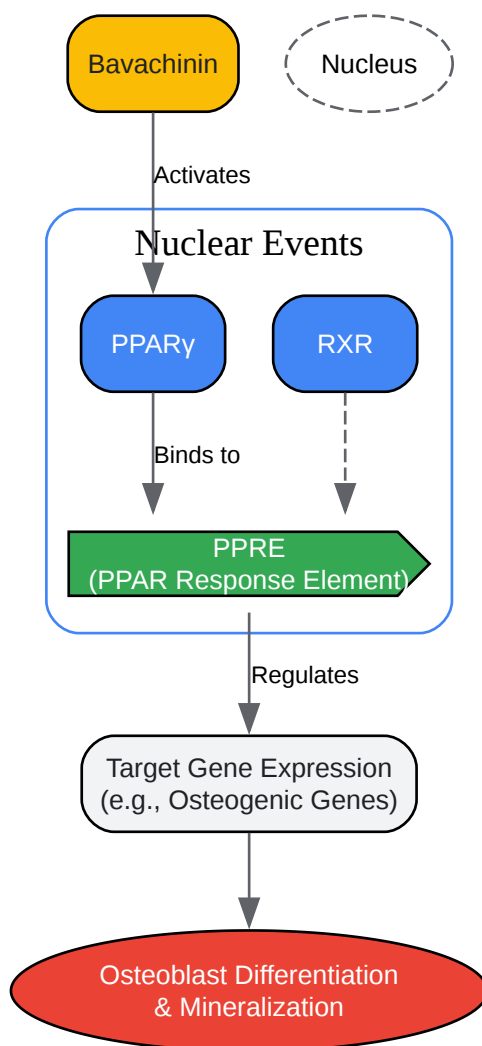 Bavachinin
Nucleus
Activates
Nuclear Events
PPARγ
RXR
Binds to
PPRE
(PPAR Response Element)
Regulates
Target Gene Expression
(e.g., Osteogenic Genes)
Osteoblast Differentiation
& Mineralization